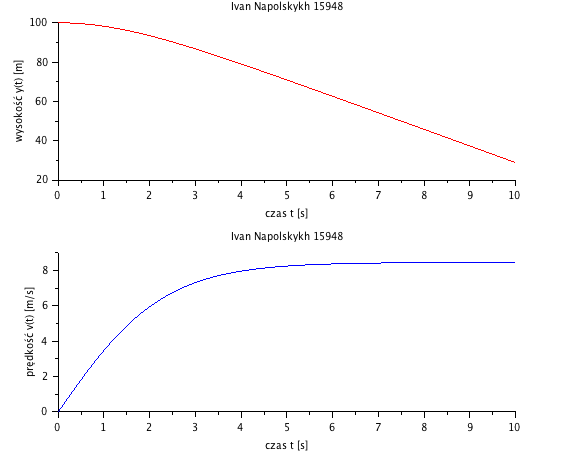 Ivan Napolskykh 15948
100
80
60
40
20
wysokość y(t) [m]
0 1 2 3 4 5 6 7 8 9 10
czas t [s]
Ivan Napolskykh 15948
8
6
4
2
0
prędkość v(t) [m/s]
0 1 2 3 4 5 6 7 8 9 10
czas t [s]